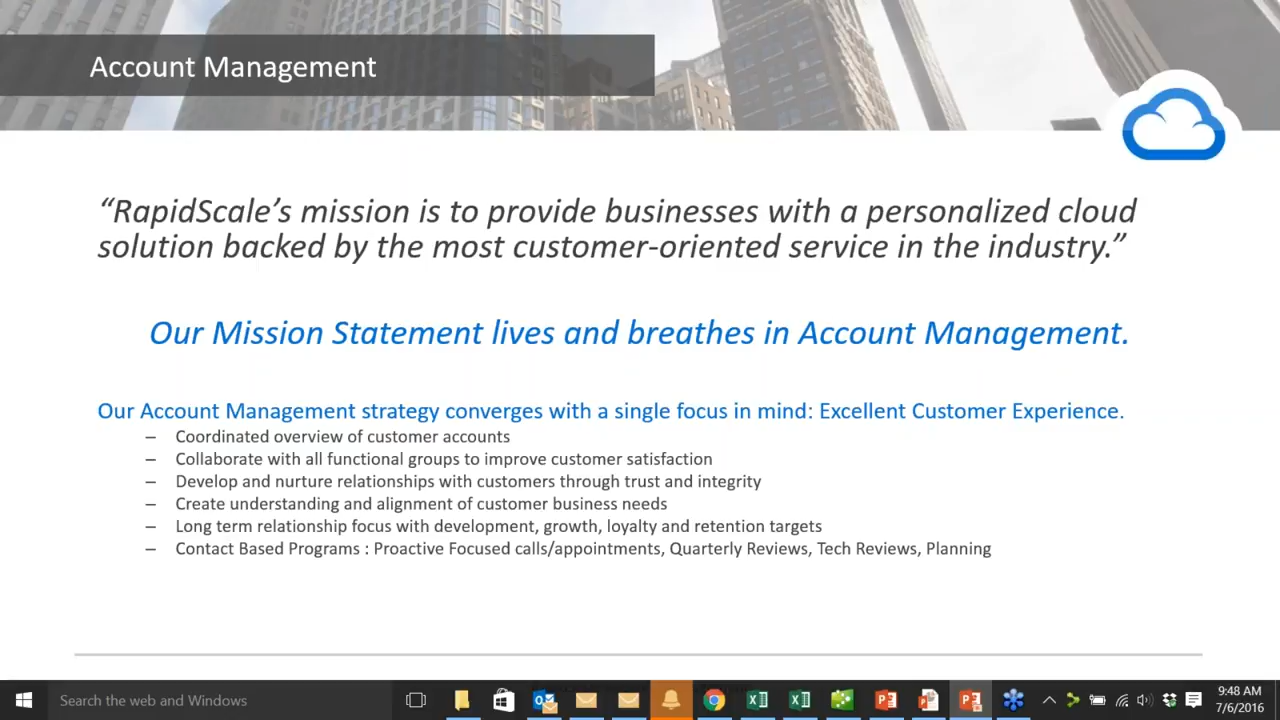 Account Management
“RapidScale’s mission is to provide businesses with a personalized cloud
solution backed by the most customer-oriented service in the industry.”
Our Mission Statement lives and breathes in Account Management.
Our Account Management strategy converges with a single focus in mind: Excellent Customer Experience.
– Coordinated overview of customer accounts
– Collaborate with all functional groups to improve customer satisfaction
– Develop and nurture relationships with customers through trust and integrity
– Create understanding and alignment of customer business needs
– Long term relationship focus with development, growth, loyalty and retention targets
– Contact Based Programs : Proactive Focused calls/appointments, Quarterly Reviews, Tech Reviews, Planning
Search the web and Windows
9:48 AM
7/6/2016